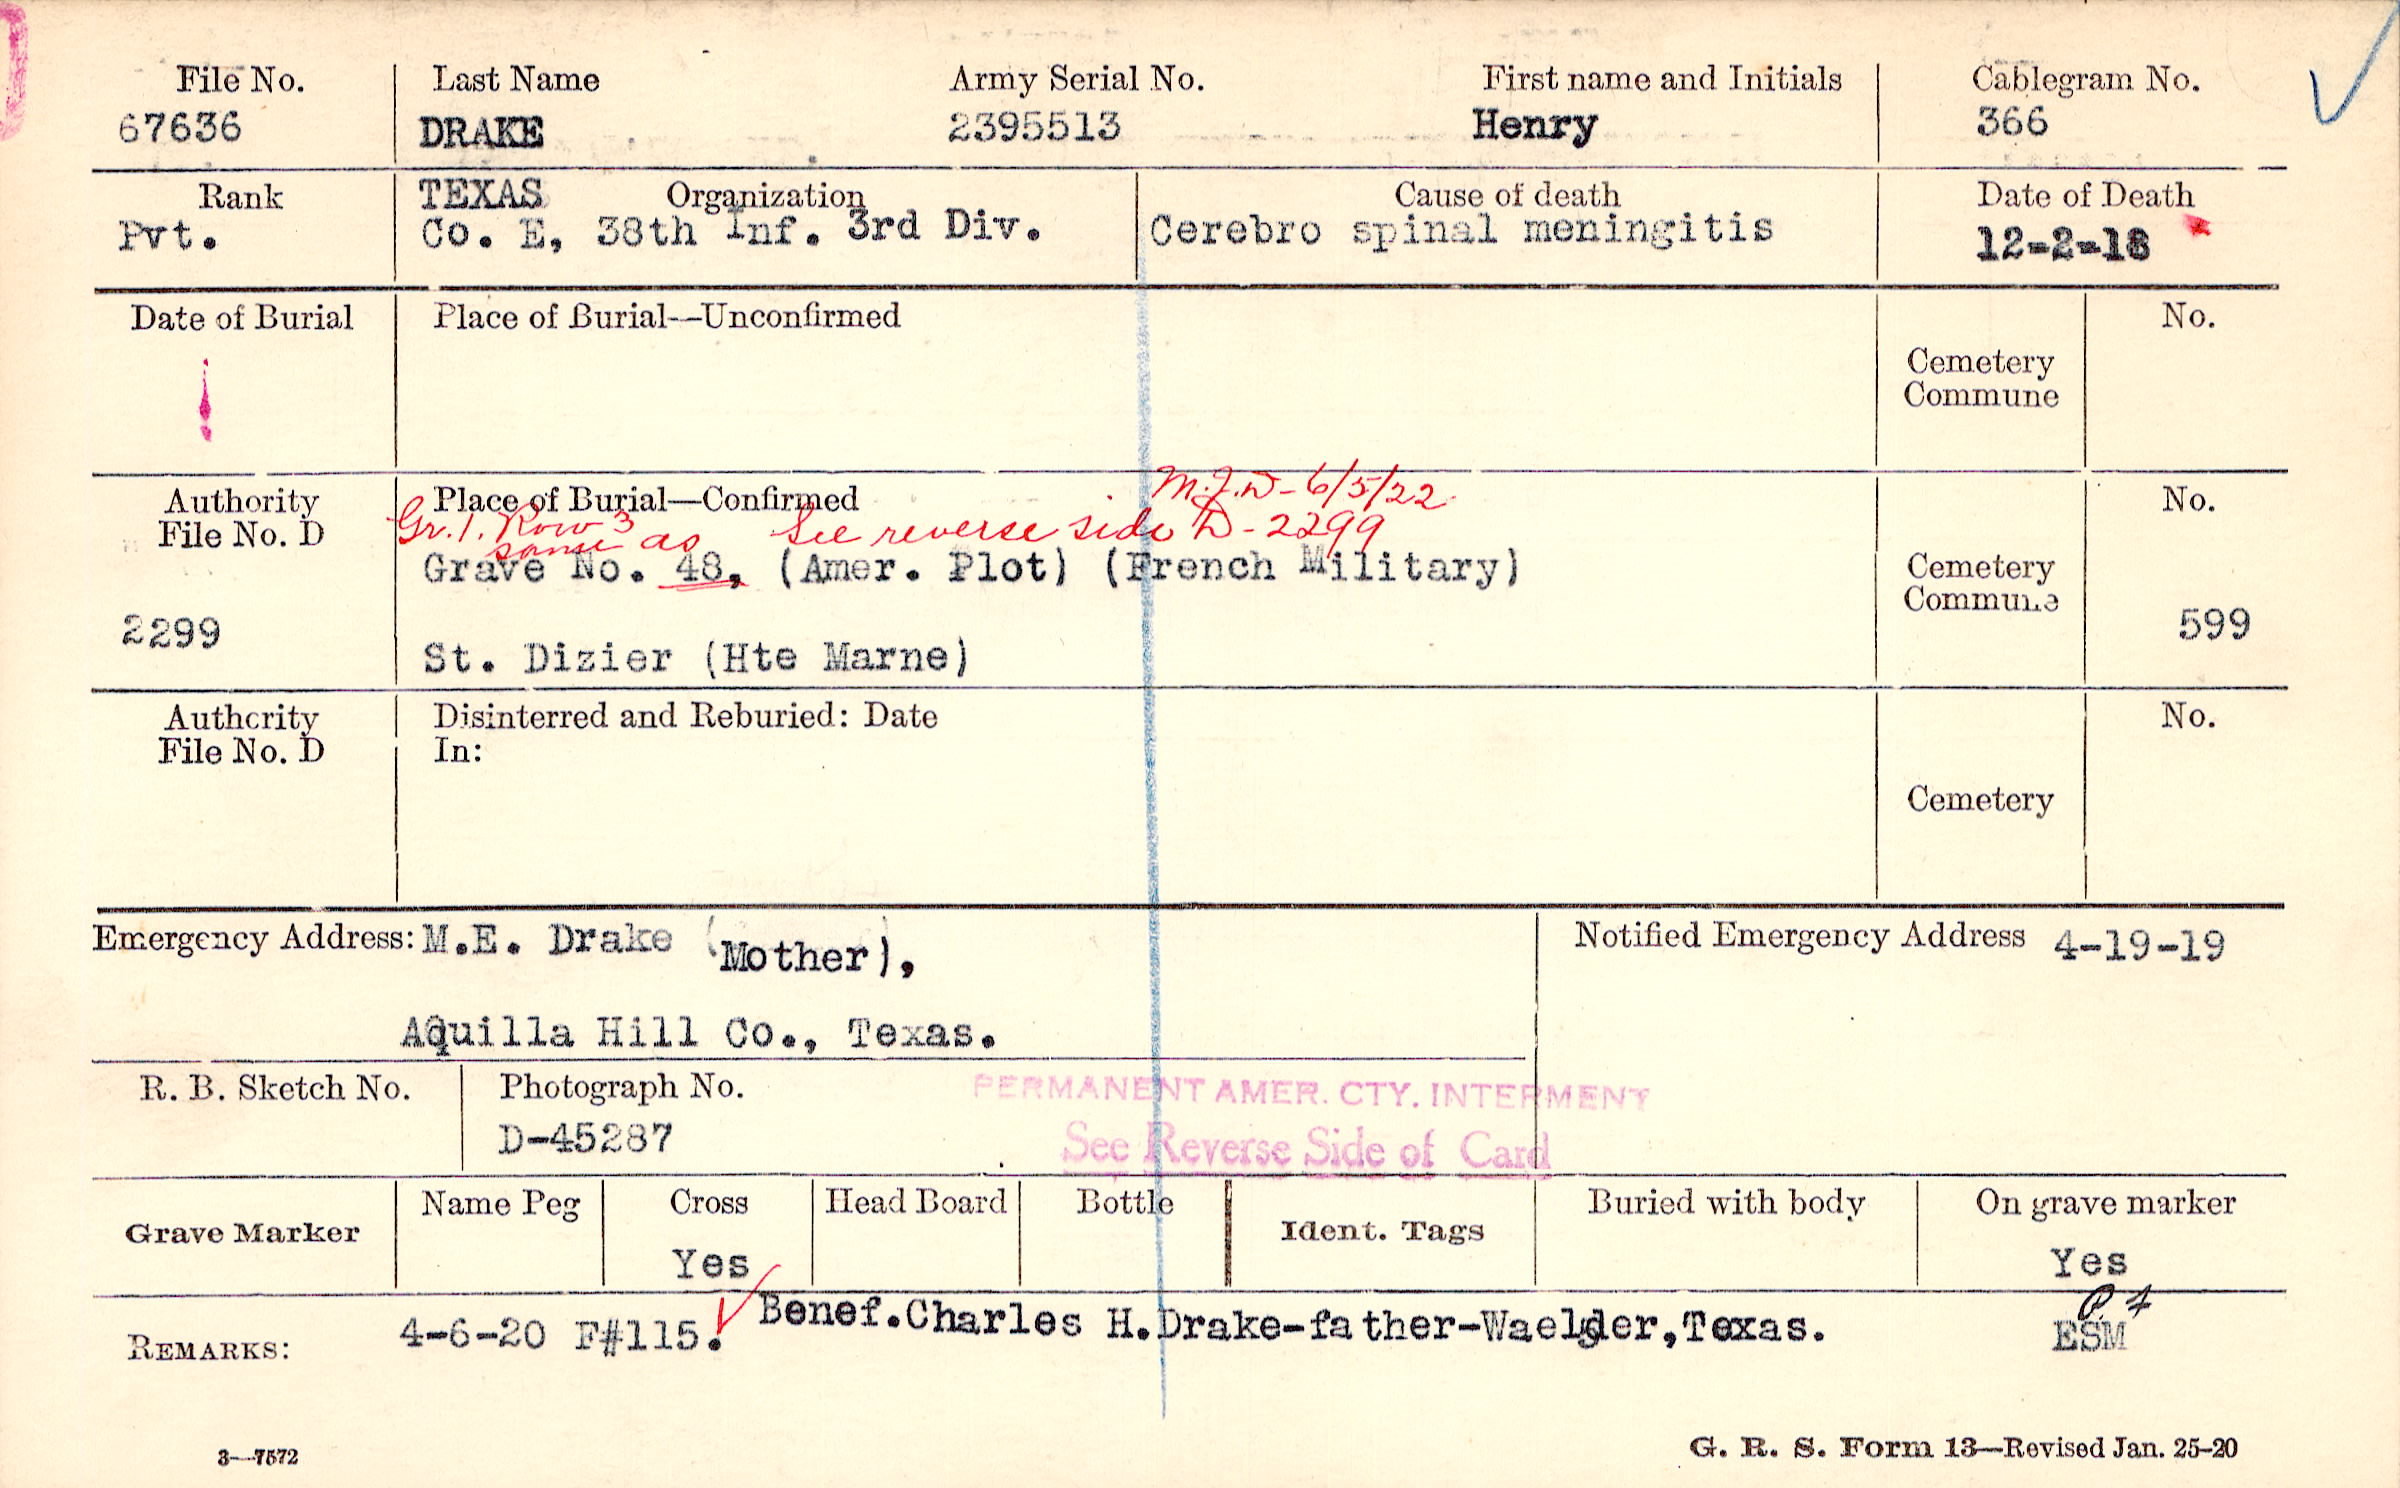 File No. Last Name Army Serial No. First name and Initials Cablegram No.
67636 DRAKE 2395513 Henry 366
Rank TEXAS Organization Cause of death Date of Death
Pvt. Co. E, 38th Inf. 3rd Div. Cerebro spinal meningitis 12-2-18
Date of Burial Place of Burial—Unconfirmed No.
Cemetery
Commune
M.J.W - 6/5/22
Authority Place of Burial—Confirmed No.
File No. D Gr. 1. Row 3 See reverse side D - 2299
same as
Grave No. 48, (Amer. Plot) (French Military) Cemetery
Commune
2299 599
St. Dizier (Hte Marne)
Authority Disinterred and Reburied: Date No.
File No. D In:
Cemetery
Emergency Address: M.E. Drake (Mother), Notified Emergency Address 4-19-19
AQuilla Hill Co., Texas.
R. B. Sketch No. Photograph No. PERMANENT AMER. CTY. INTERMENT
D-45287 See Reverse Side of Card
Name Peg Cross Head Board Bottle Buried with body On grave marker
Grave Marker Ident. Tags
Yes Yes
REMARKS: 4-6-20 F#115. Benef.Charles H.Drake-father-Waelder,Texas. ESM
3—7572 G. R. S. Form 13—Revised Jan. 25-20